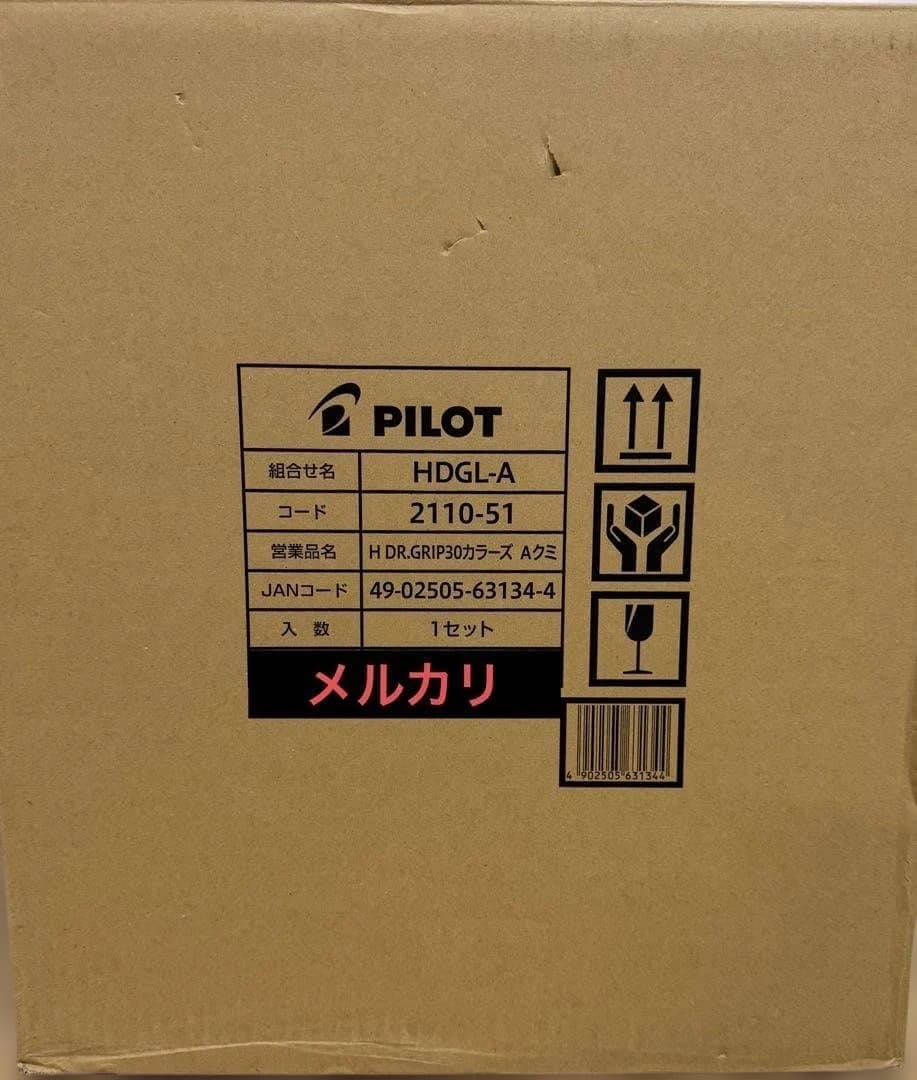 PILOT
組合せ名 HDGL-A
コード 2110-51
営業品名 H DR.GRIP30カラーズ Aクミ
JANコード 49-02505-63134-4
入数 1セット
メルカリ
4 902505 631344